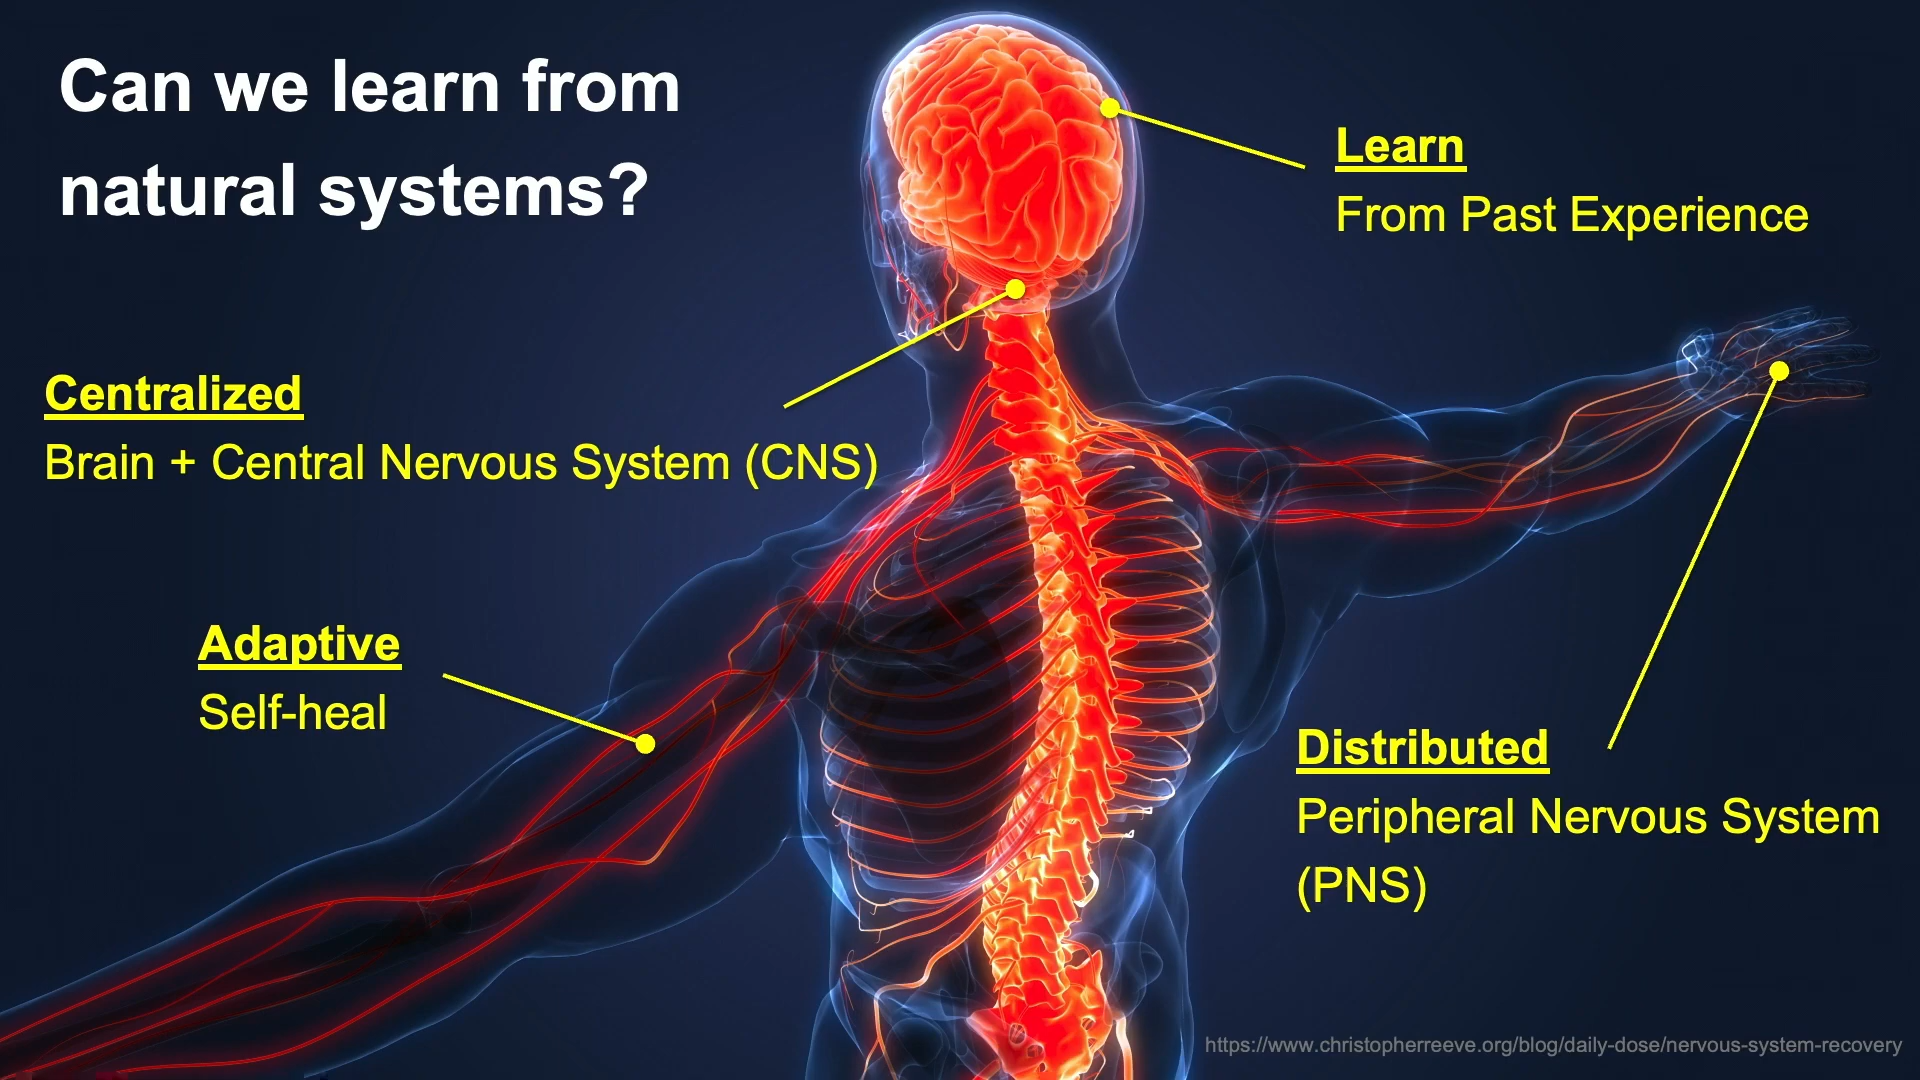 Can we learn from
natural systems?
Learn
From Past Experience
Centralized
Brain + Central Nervous System (CNS)
Adaptive
Self-heal
Distributed
Peripheral Nervous System
(PNS)
https://www.christopherreeve.org/blog/daily-dose/nervous-system-recovery